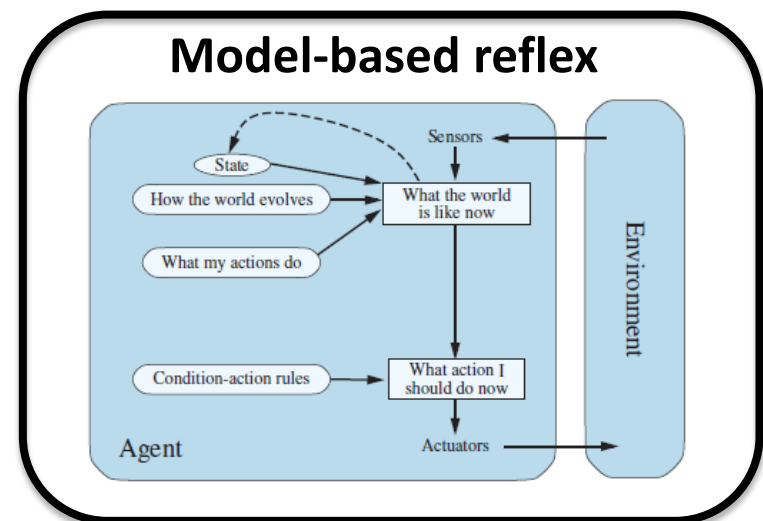 Model-based reflex
Sensors
State
How the world evolves
What the world
is like now
What my actions do
Environment
Condition-action rules
What action I
should do now
Agent
Actuators